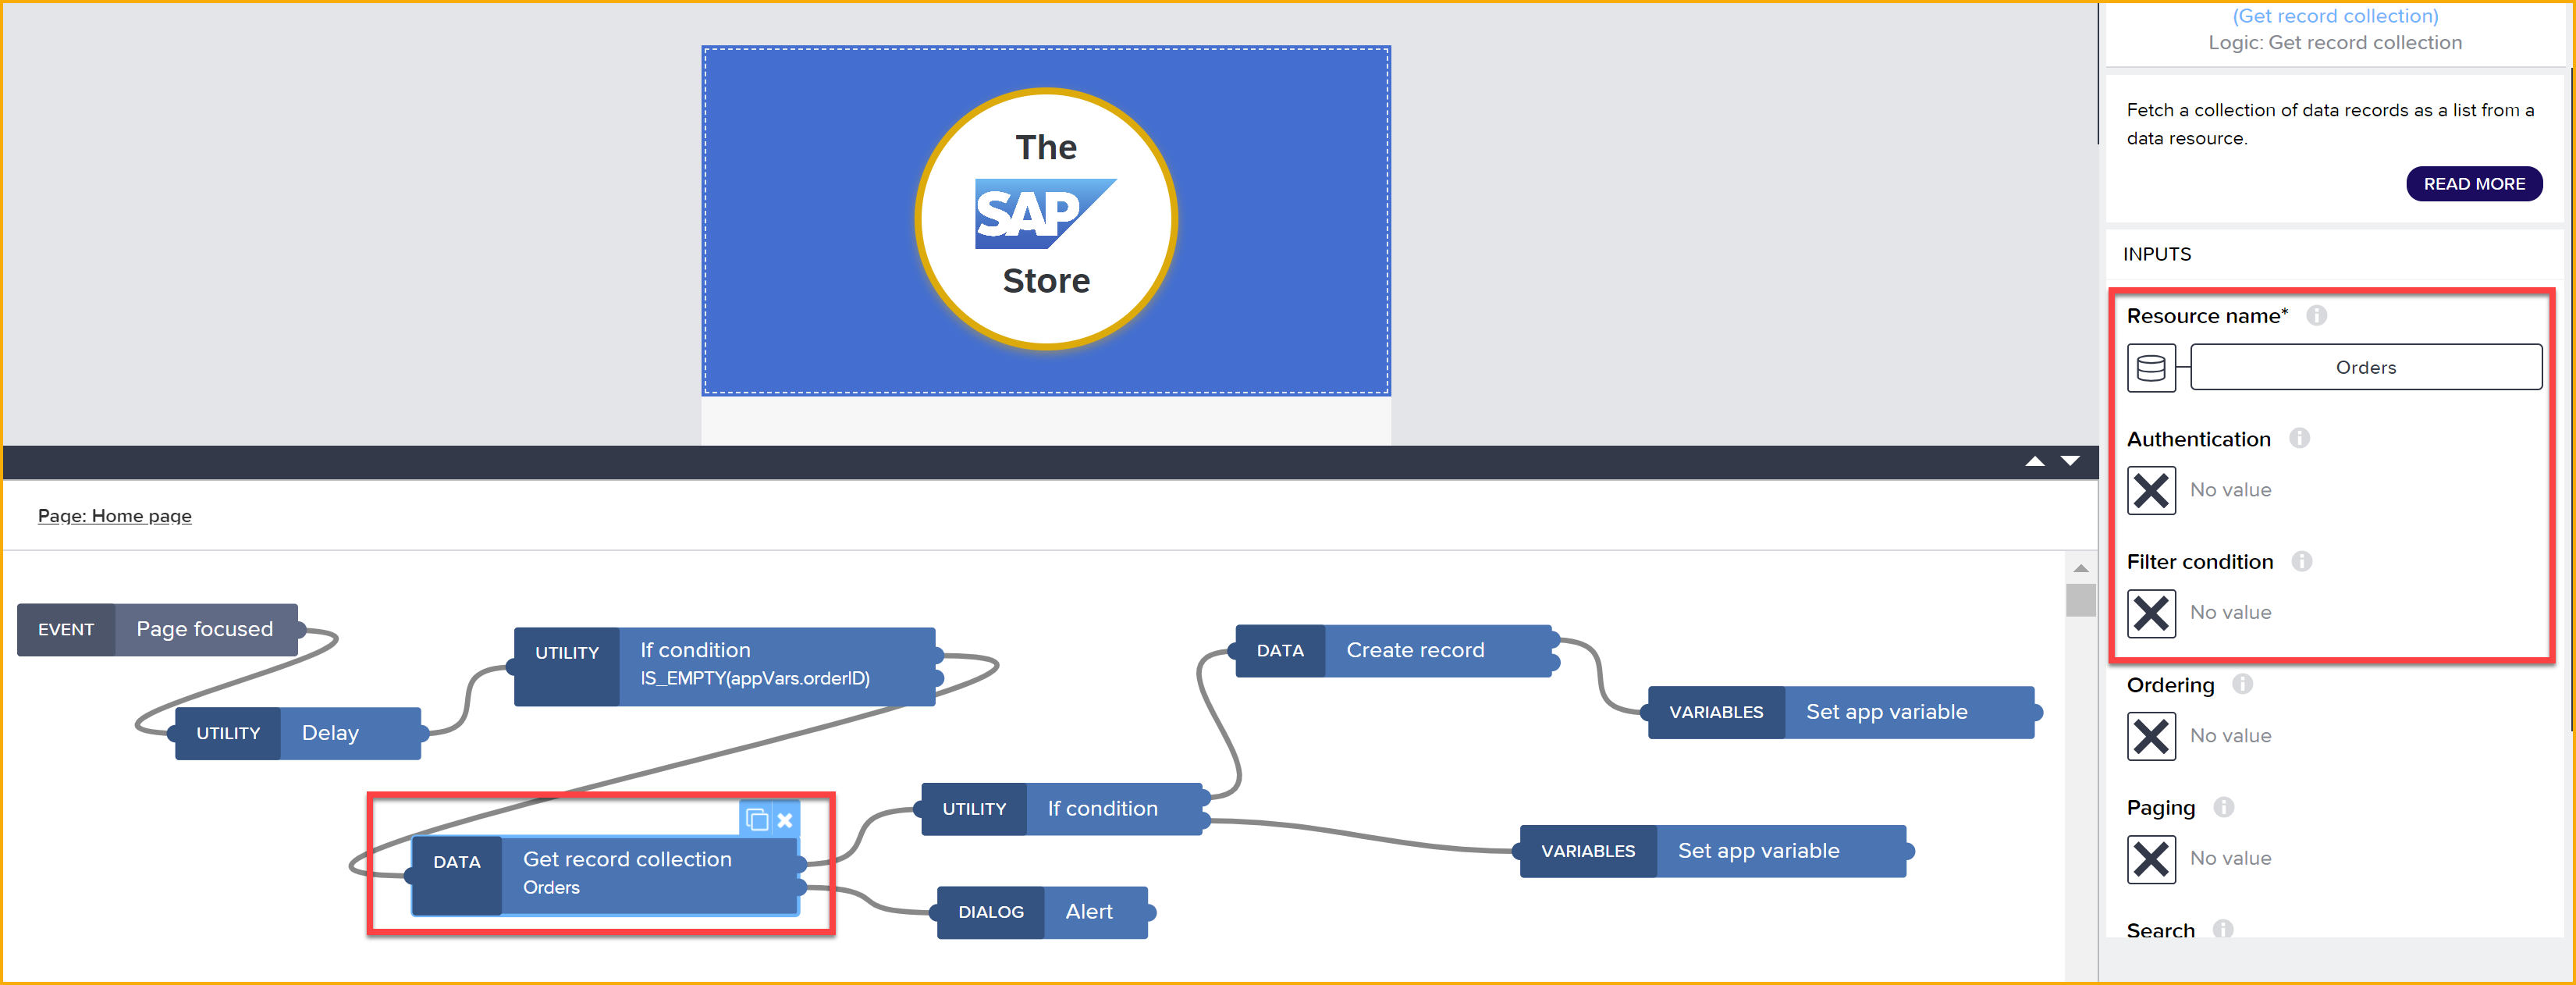 The
SAP
Store
Page: Home page
EVENT Page focused
UTILITY Delay
UTILITY If condition
IS_EMPTY(appVars.orderID)
DATA Get record collection
Orders
UTILITY If condition
DIALOG Alert
DATA Create record
VARIABLES Set app variable
VARIABLES Set app variable
(Get record collection)
Logic: Get record collection
Fetch a collection of data records as a list from a
data resource.
READ MORE
INPUTS
Resource name*
Orders
Authentication
No value
Filter condition
No value
Ordering
No value
Paging
No value
Search